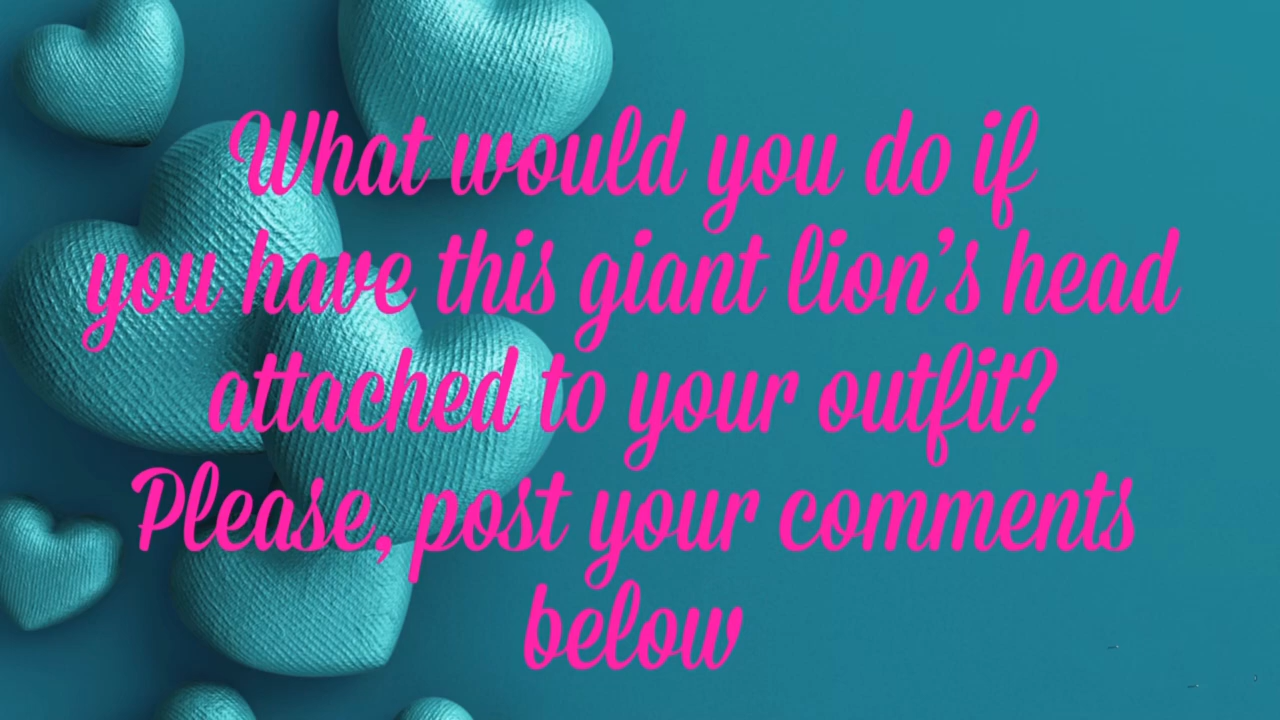 What would you do if
you have this giant lion's head
attached to your outfit?
Please, post your comments
below